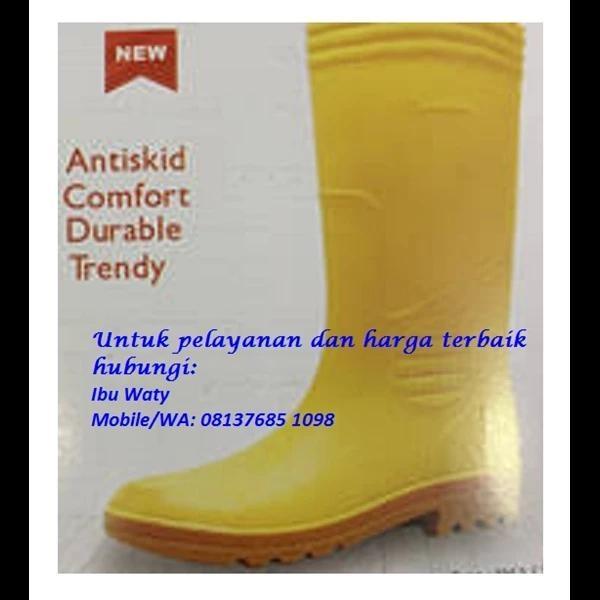 NEW
Antiskid
Comfort
Durable
Trendy
Untuk pelayanan dan harga terbaik
hubungi:
Ibu Waty
Mobile/WA: 08137685 1098